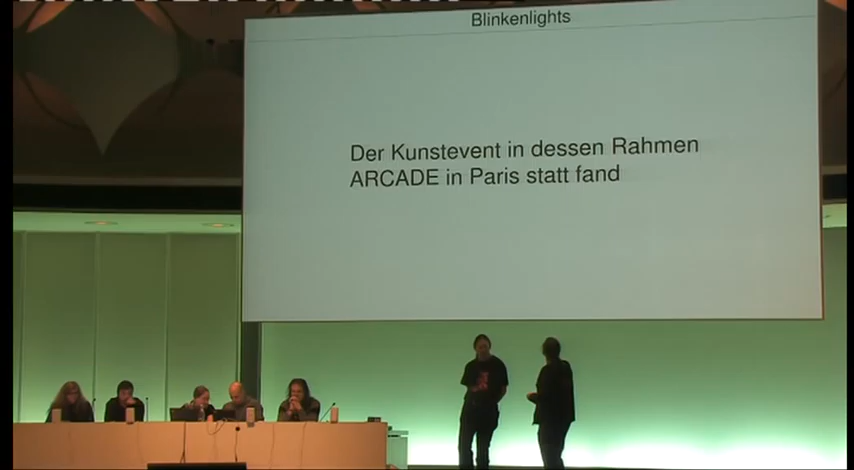 Blinkenlights
Der Kunstevent in dessen Rahmen
ARCADE in Paris statt fand